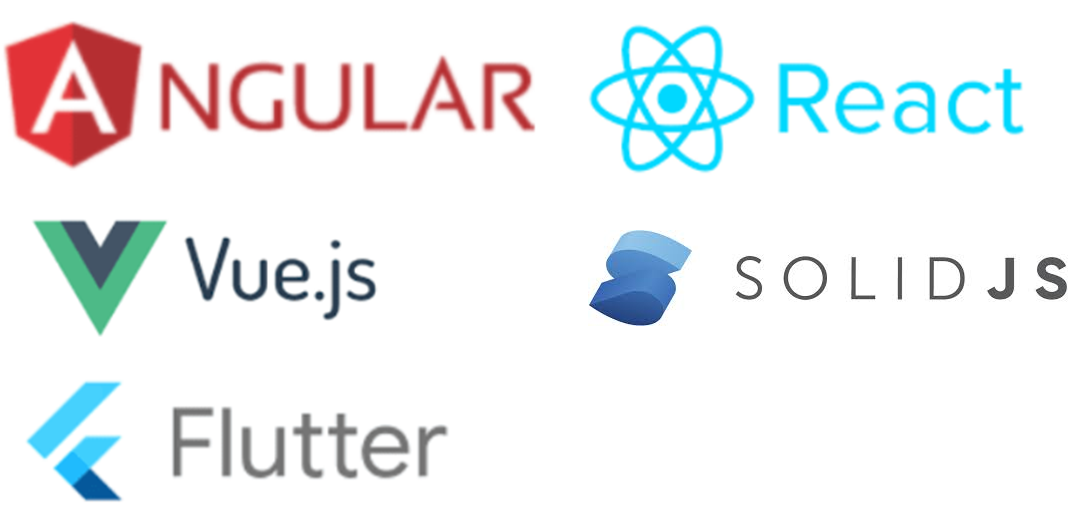 ANGULAR
React
Vue.js
SOLIDJS
Flutter